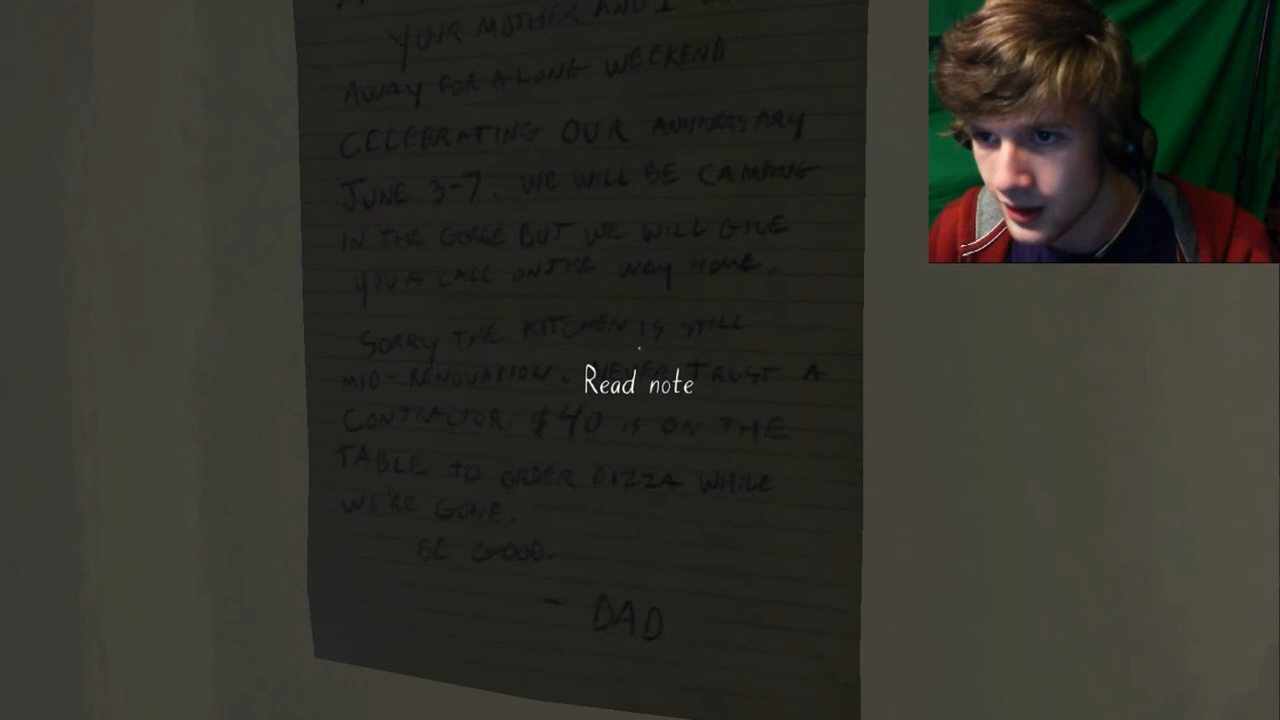 YOUR MOTHER AND I
AWAY FOR A LONG WEEKEND
CELEBRATING OUR ANNIVERSARY
JUNE 3-7. WE WILL BE CAMPING
IN THE GORGE BUT WE WILL GIVE
YOU A CALL ON THE WAY HOME.
SORRY THE KITCHEN IS STILL
MID-RENOVATION. NEVER TRUST A
Read note
CONTRACTOR. $40 IS ON THE
TABLE TO ORDER PIZZA WHILE
WE'RE GONE.
BE GOOD.
- DAD